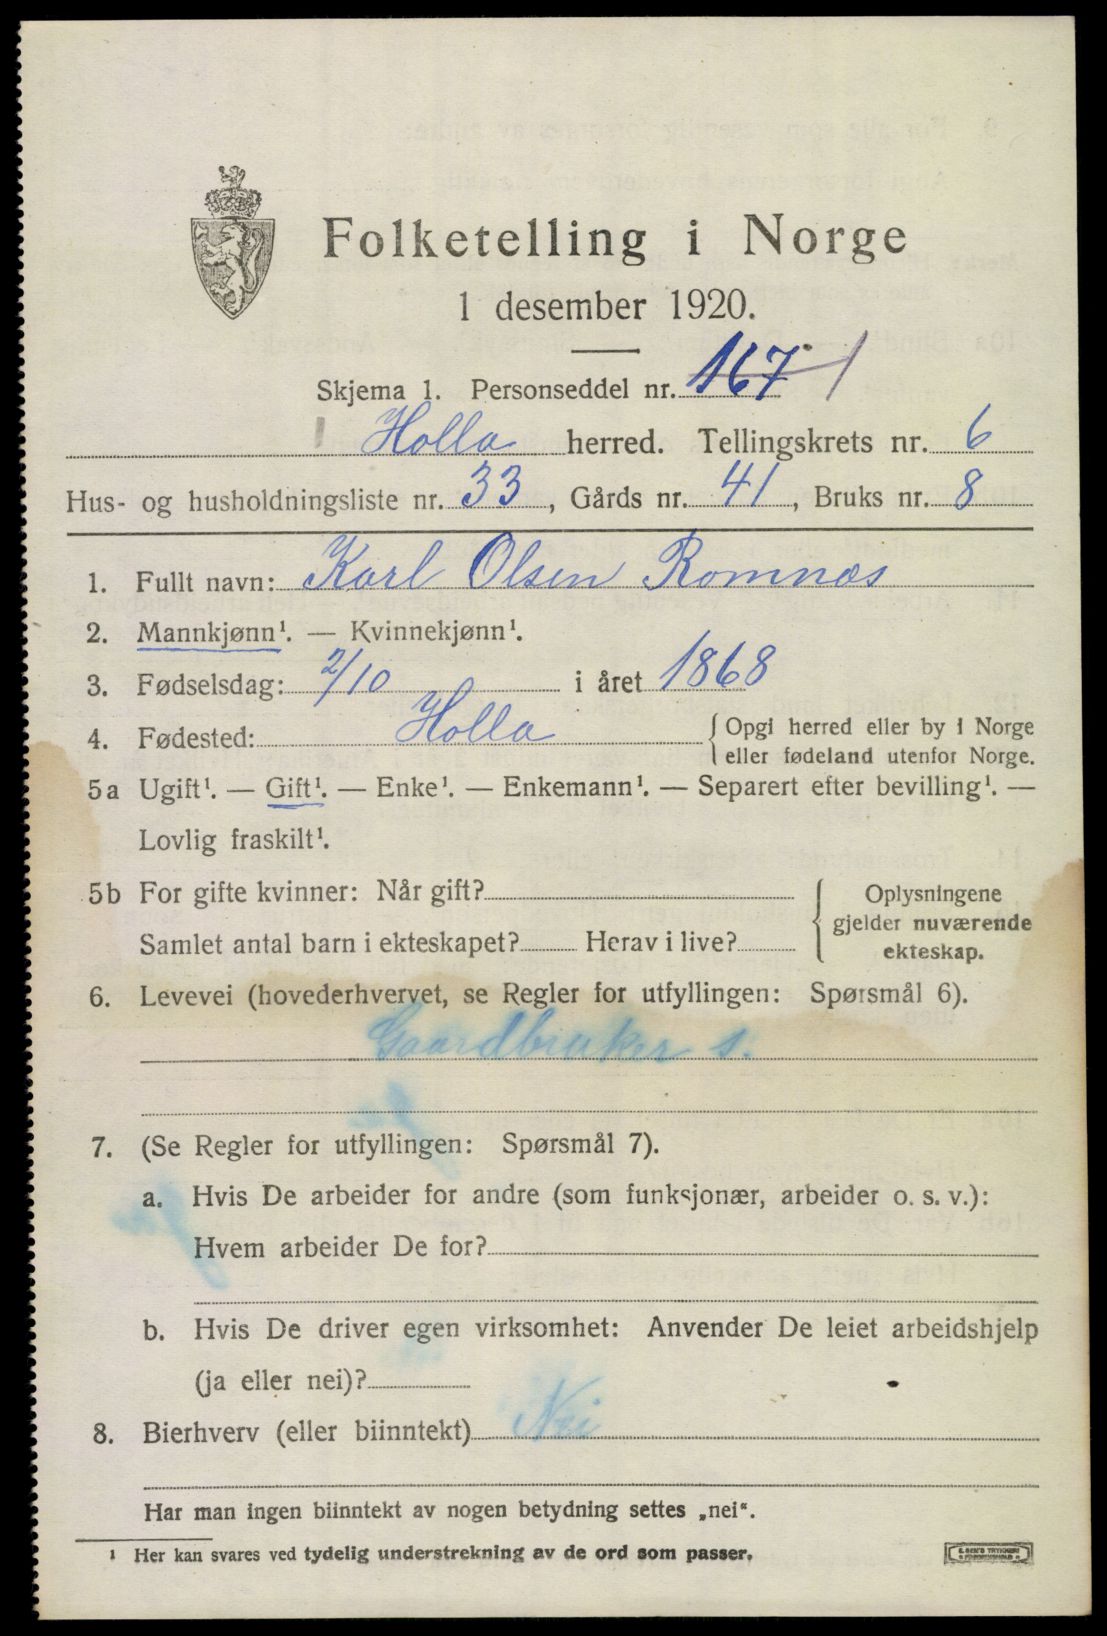 Folketelling i Norge
1 desember 1920.
Skjema 1. Personseddel nr. 167 1
Holla herred. Tellingskrets nr. 6
Hus- og husholdningsliste nr. 33, Gårds nr. 41, Bruks nr. 8
1. Fullt navn: Karl Olsen Romnæs
2. Mannkjønn¹. — Kvinnekjønn¹.
3. Fødselsdag: 2/10 i året 1868
4. Fødested: Holla { Opgi herred eller by i Norge
eller fødeland utenfor Norge.
5a Ugift¹. — Gift¹. — Enke¹. — Enkemann¹. — Separert efter bevilling¹. —
Lovlig fraskilt¹.
5b For gifte kvinner: Når gift? { Oplysningene
gjelder nuværende
Samlet antal barn i ekteskapet? Herav i live? ekteskap.
6. Levevei (hovederhvervet, se Regler for utfyllingen: Spørsmål 6).
Gaardbruker s.
7. (Se Regler for utfyllingen: Spørsmål 7).
a. Hvis De arbeider for andre (som funksjonær, arbeider o. s. v.):
Hvem arbeider De for?
b. Hvis De driver egen virksomhet: Anvender De leiet arbeidshjelp
(ja eller nei)?
8. Bierhverv (eller biinntekt) Nei
Har man ingen biinntekt av nogen betydning settes „nei“.
¹ Her kan svares ved tydelig understrekning av de ord som passer.